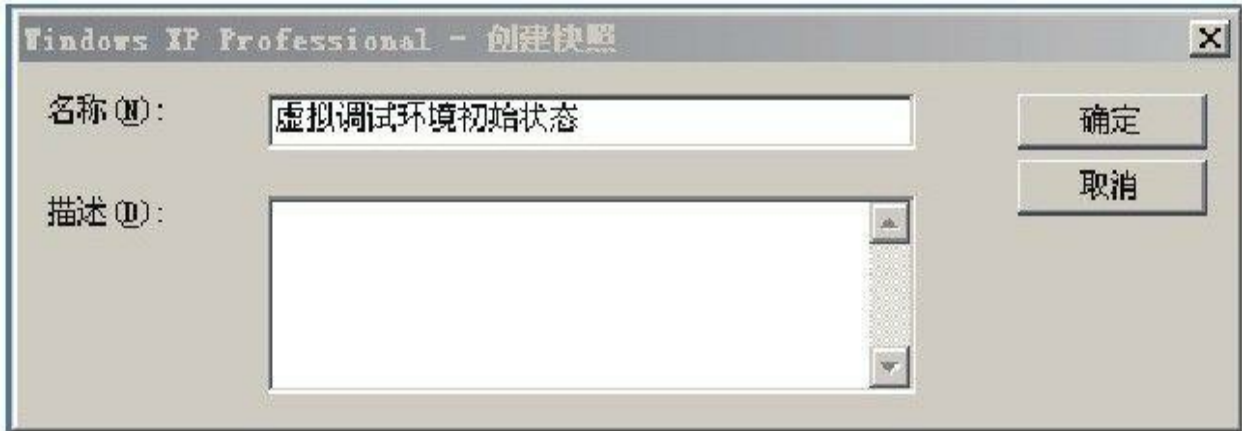 Windows XP Professional - 创建快照
名称(N):
虚拟调试环境初始状态
确定
取消
描述(D):